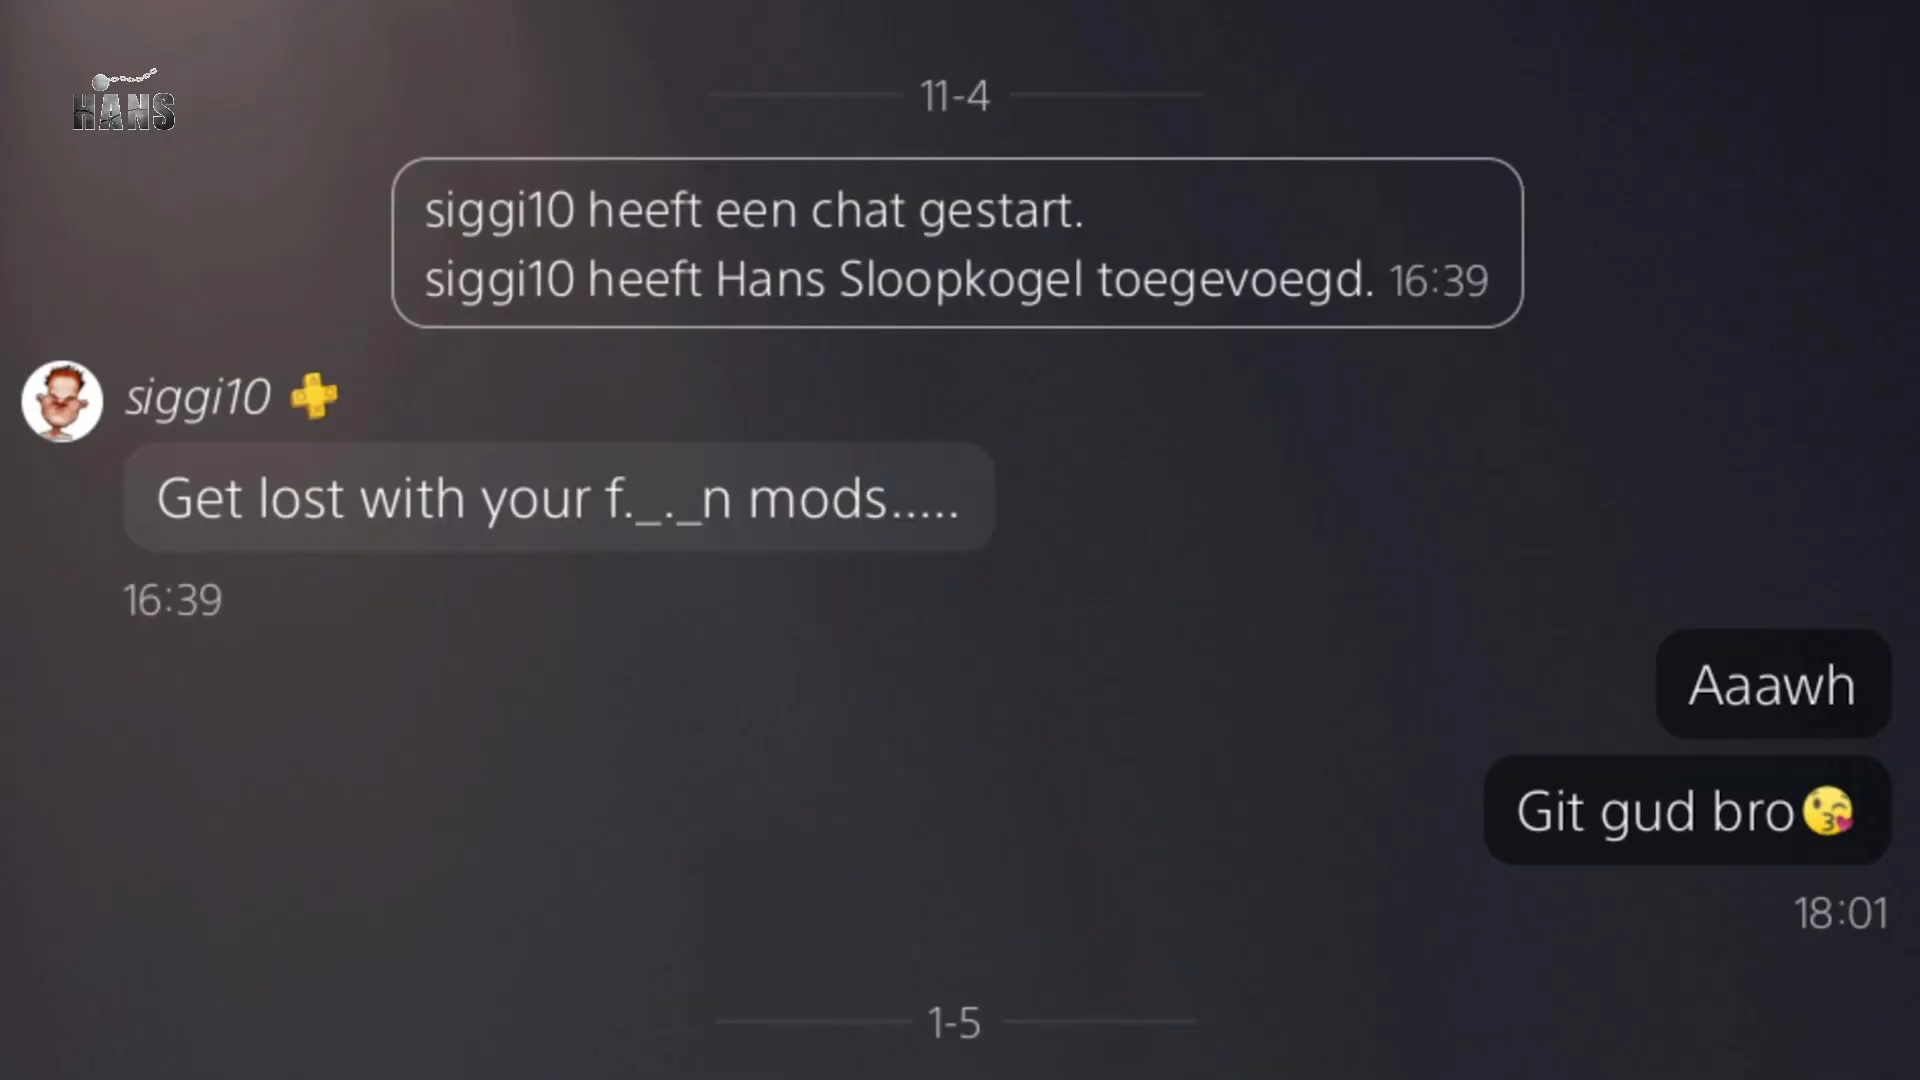 HANS
11-4
siggi10 heeft een chat gestart.
siggi10 heeft Hans Sloopkogel toegevoegd. 16:39
siggi10
Get lost with your f._._n mods.....
16:39
Aaawh
Git gud bro😘
18:01
1-5